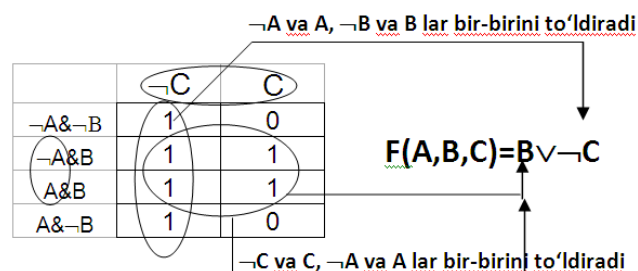 ¬A va A, ¬B va B lar bir-birini to‘ldiradi
¬C C
¬A&¬B 1 0
¬A&B 1 1
A&B 1 1
A&¬B 1 0
F(A,B,C)=B∨¬C
¬C va C, ¬A va A lar bir-birini to‘ldiradi